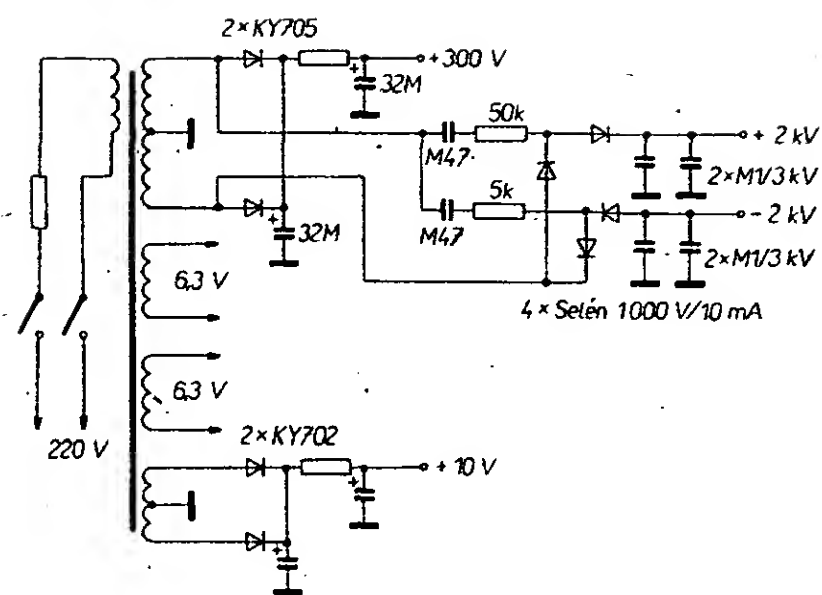 2×KY705
+300 V
32M
50k
M47
+ 2 kV
2×M1/3 kV
32M
5k
M47
- 2 kV
2×M1/3 kV
6,3 V
4× Selén 1000 V/10 mA
6,3 V
220 V
2×KY702
+ 10 V